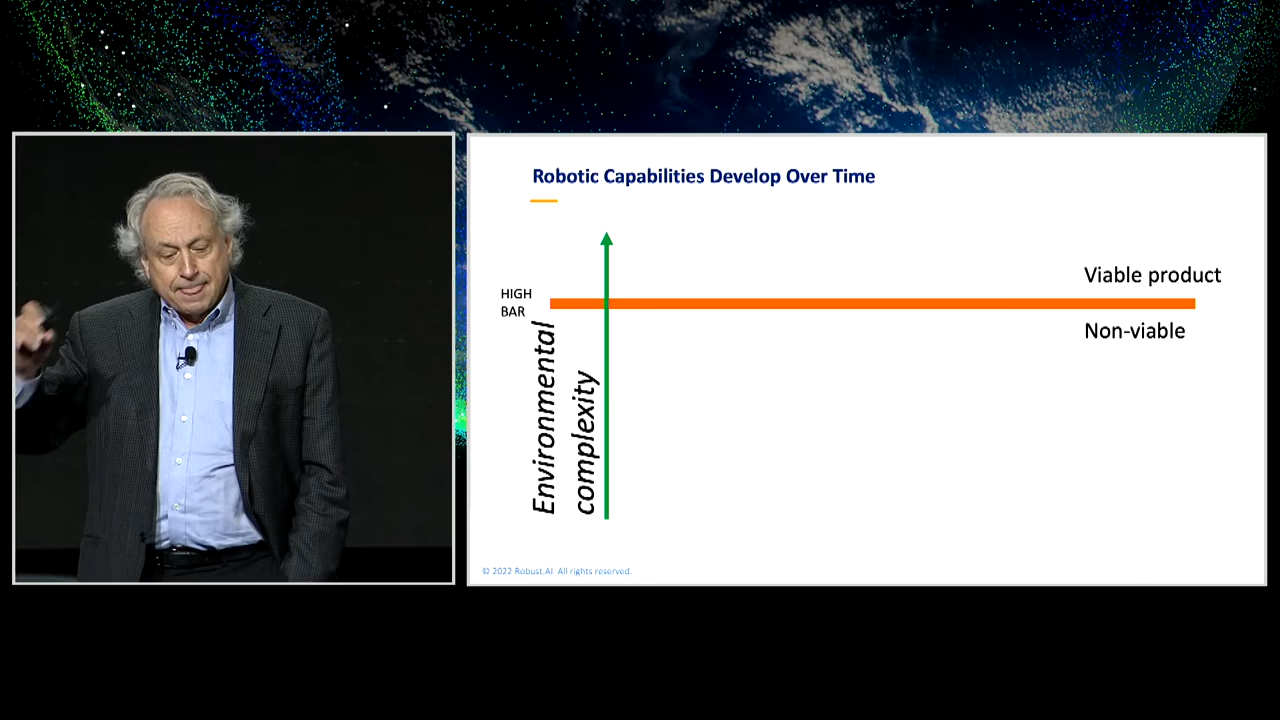 Robotic Capabilities Develop Over Time
Viable product
HIGH
BAR
Non-viable
Environmental
complexity
© 2022 Robust.AI All rights reserved.